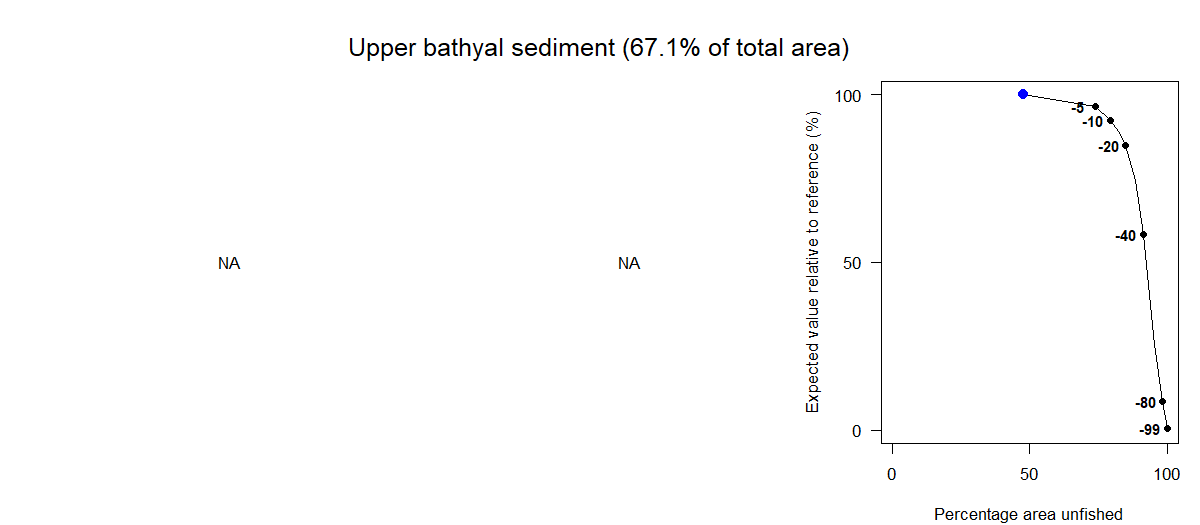 Upper bathyal sediment (67.1% of total area)
NA
NA
Expected value relative to reference (%)
100
50
0
-5
-10
-20
-40
-80
-99
0 50 100
Percentage area unfished